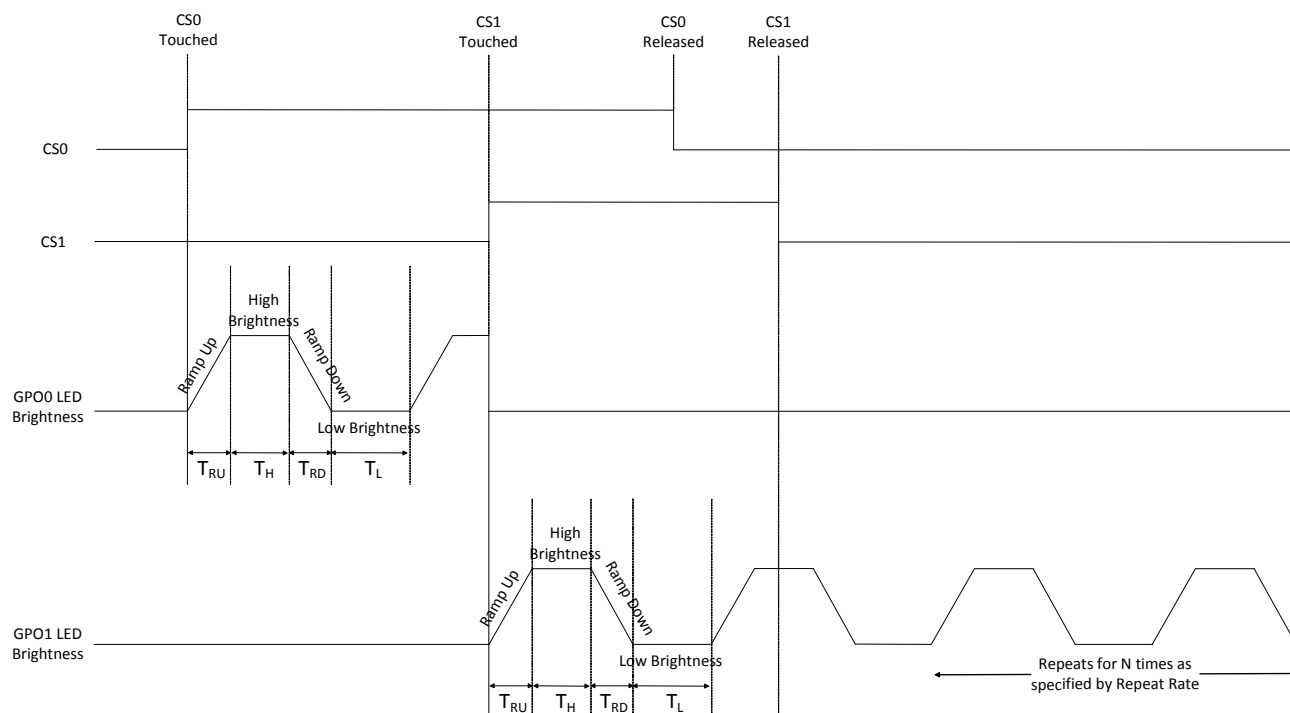 CS0
Touched
CS1
Touched
CS0
Released
CS1
Released
CS0
CS1
High
Brightness
Ramp Up
Ramp Down
GPO0 LED
Brightness
Low Brightness
TRU
TH
TRD
TL
High
Brightness
Ramp Up
Ramp Down
GPO1 LED
Brightness
Low Brightness
Repeats for N times as
specified by Repeat Rate
TRU
TH
TRD
TL